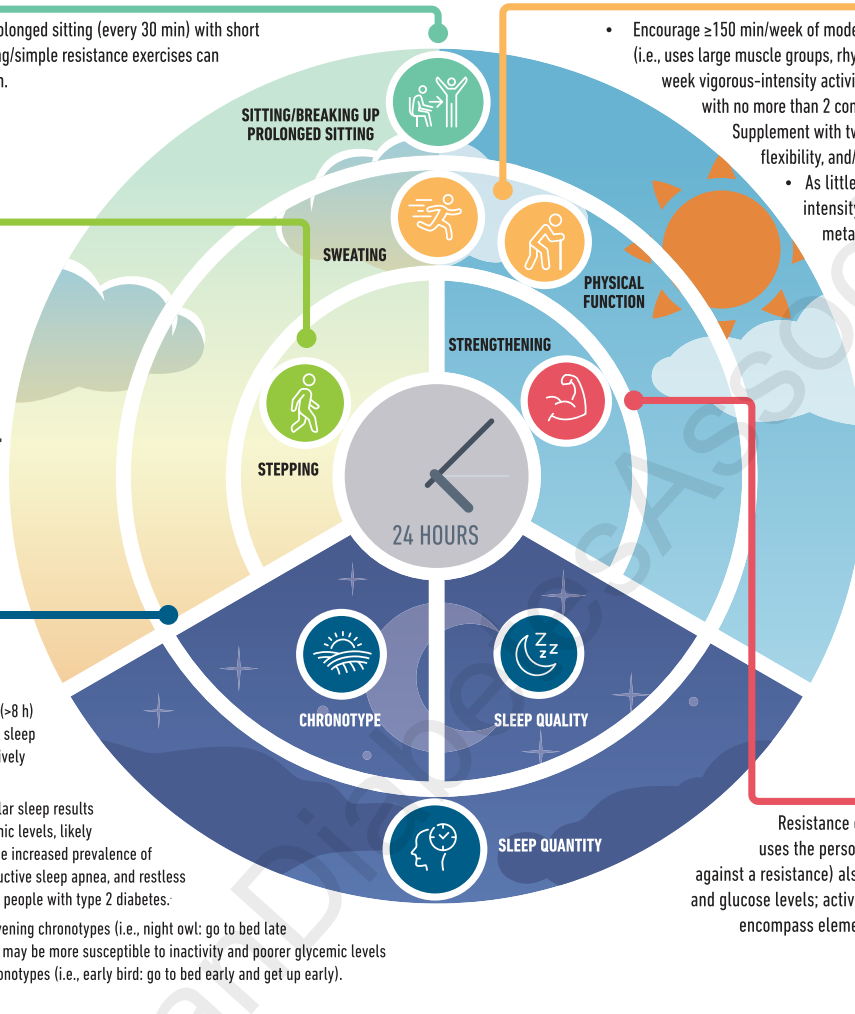 olonged sitting (every 30 min) with short
g/simple resistance exercises can
n.
• Encourage ≥150 min/week of mode
(i.e., uses large muscle groups, rhy
week vigorous-intensity activi
with no more than 2 con
Supplement with tw
flexibility, and/
• As little
intensity
meta
SITTING/BREAKING UP
PROLONGED SITTING
SWEATING
PHYSICAL
FUNCTION
STRENGTHENING
STEPPING
24 HOURS
CHRONOTYPE
SLEEP QUALITY
SLEEP QUANTITY
(>8 h)
sleep
ively
lar sleep results
nic levels, likely
e increased prevalence of
uctive sleep apnea, and restless
people with type 2 diabetes.
vening chronotypes (i.e., night owl: go to bed late
may be more susceptible to inactivity and poorer glycemic levels
onotypes (i.e., early bird: go to bed early and get up early).
Resistance
uses the perso
against a resistance) als
and glucose levels; activ
encompass eleme
anDiabetesAssoc